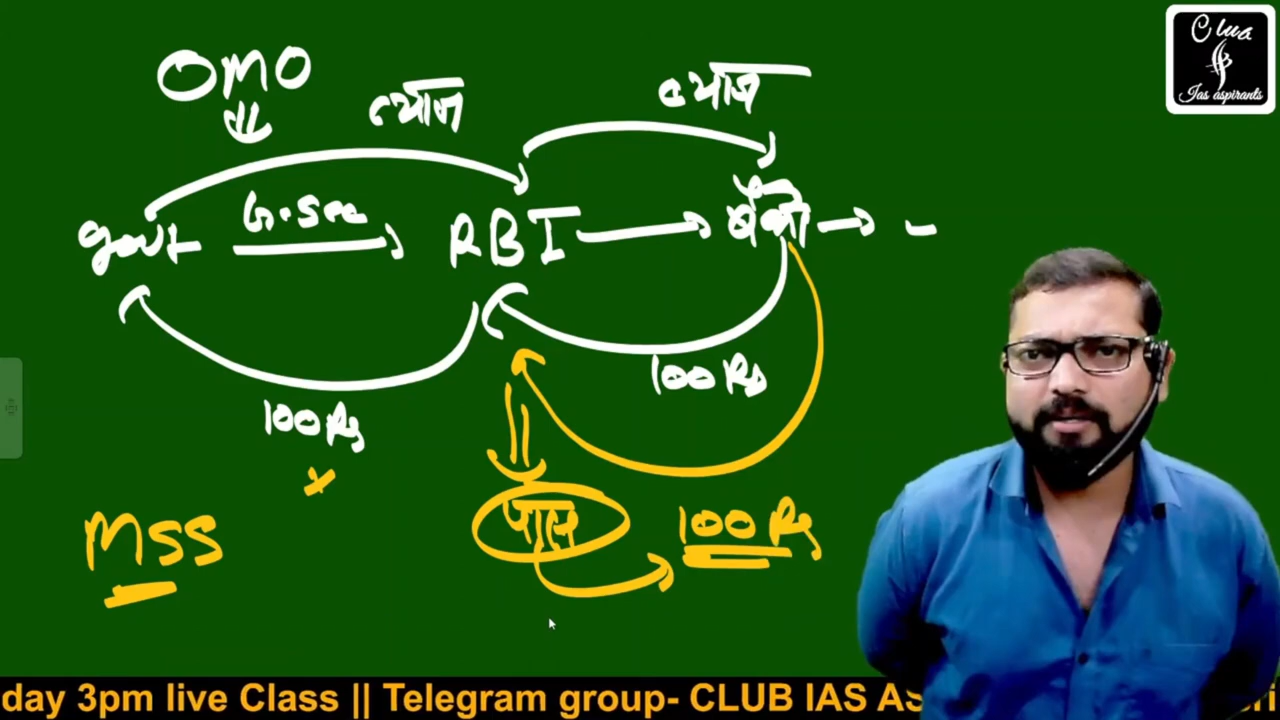 OMO
ब्याज
ब्याज
Clua
Ias aspirants
Govt
G.Sec
RBI
बैंकों
100 Rs
100 Rs
MSS
पास
100 Rs
day 3pm live Class || Telegram group- CLUB IAS AS